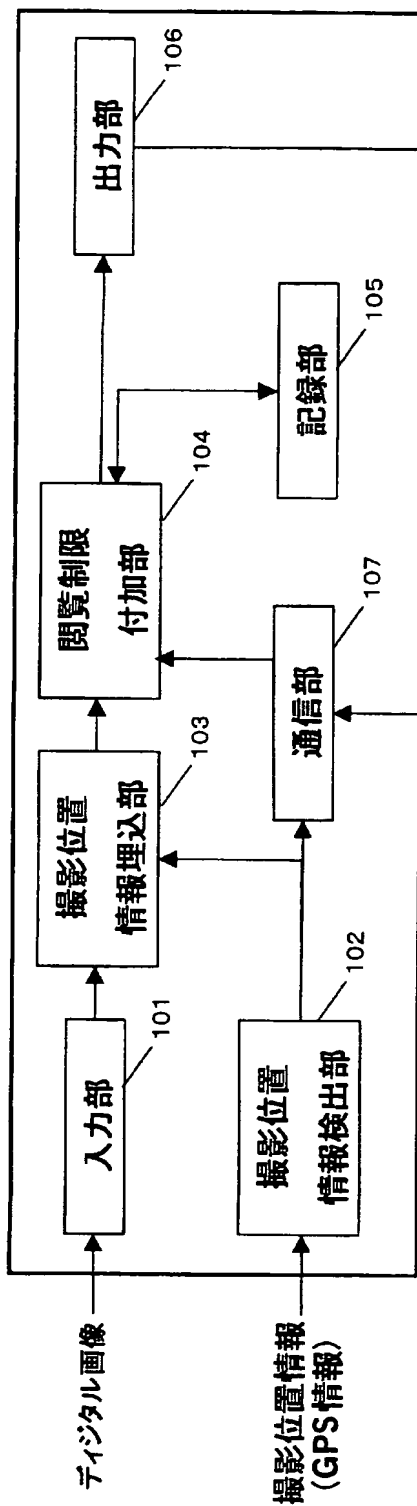 ディジタル画像
入力部
101
撮影位置
情報埋込部
103
閲覧制限
付加部
104
出力部
106
撮影位置情報
(GPS情報)
撮影位置
情報検出部
102
通信部
107
記録部
105